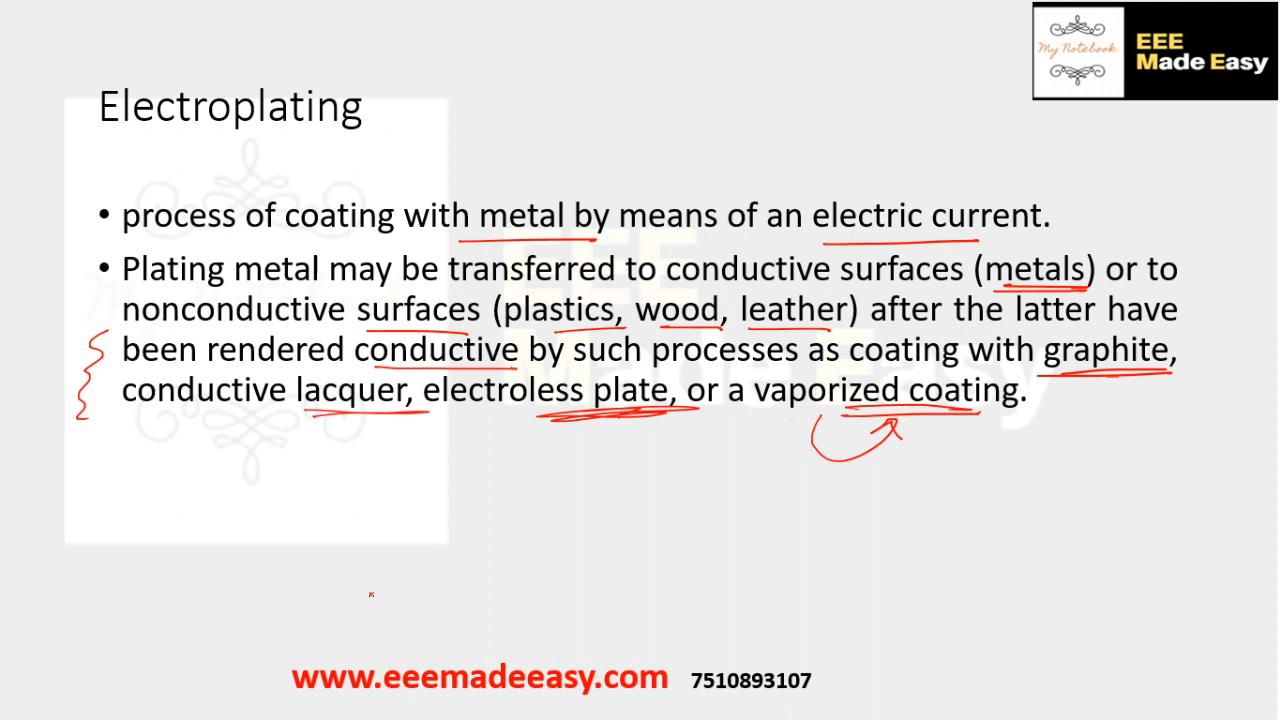 My Notebook
EEE
Made Easy
Electroplating
• process of coating with metal by means of an electric current.
• Plating metal may be transferred to conductive surfaces (metals) or to
nonconductive surfaces (plastics, wood, leather) after the latter have
been rendered conductive by such processes as coating with graphite,
conductive lacquer, electroless plate, or a vaporized coating.
www.eeemadeeasy.com 7510893107